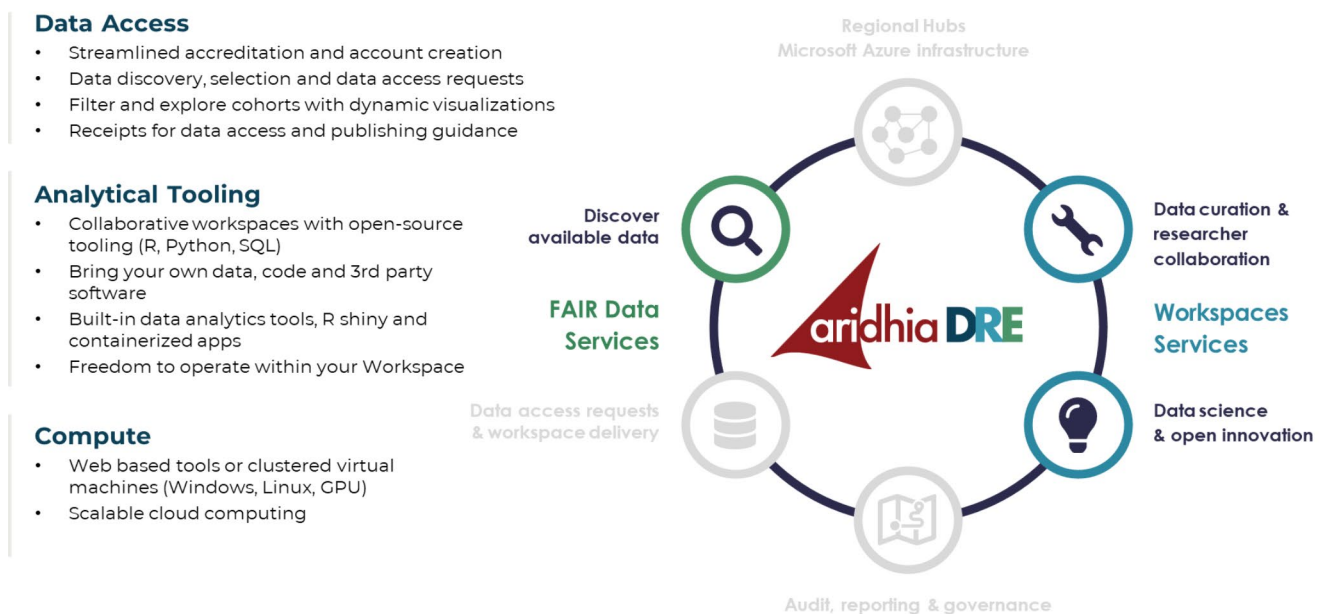 Data Access
• Streamlined accreditation and account creation
• Data discovery, selection and data access requests
• Filter and explore cohorts with dynamic visualizations
• Receipts for data access and publishing guidance
Analytical Tooling
• Collaborative workspaces with open-source
tooling (R, Python, SQL)
• Bring your own data, code and 3rd party
software
• Built-in data analytics tools, R shiny and
containerized apps
• Freedom to operate within your Workspace
Compute
• Web based tools or clustered virtual
machines (Windows, Linux, GPU)
• Scalable cloud computing
Regional Hubs
Microsoft Azure infrastructure
Discover
available data
Data curation &
researcher
collaboration
FAIR Data
Services
aridhia DRE
Workspaces
Services
Data access requests
& workspace delivery
Data science
& open innovation
Audit, reporting & governance